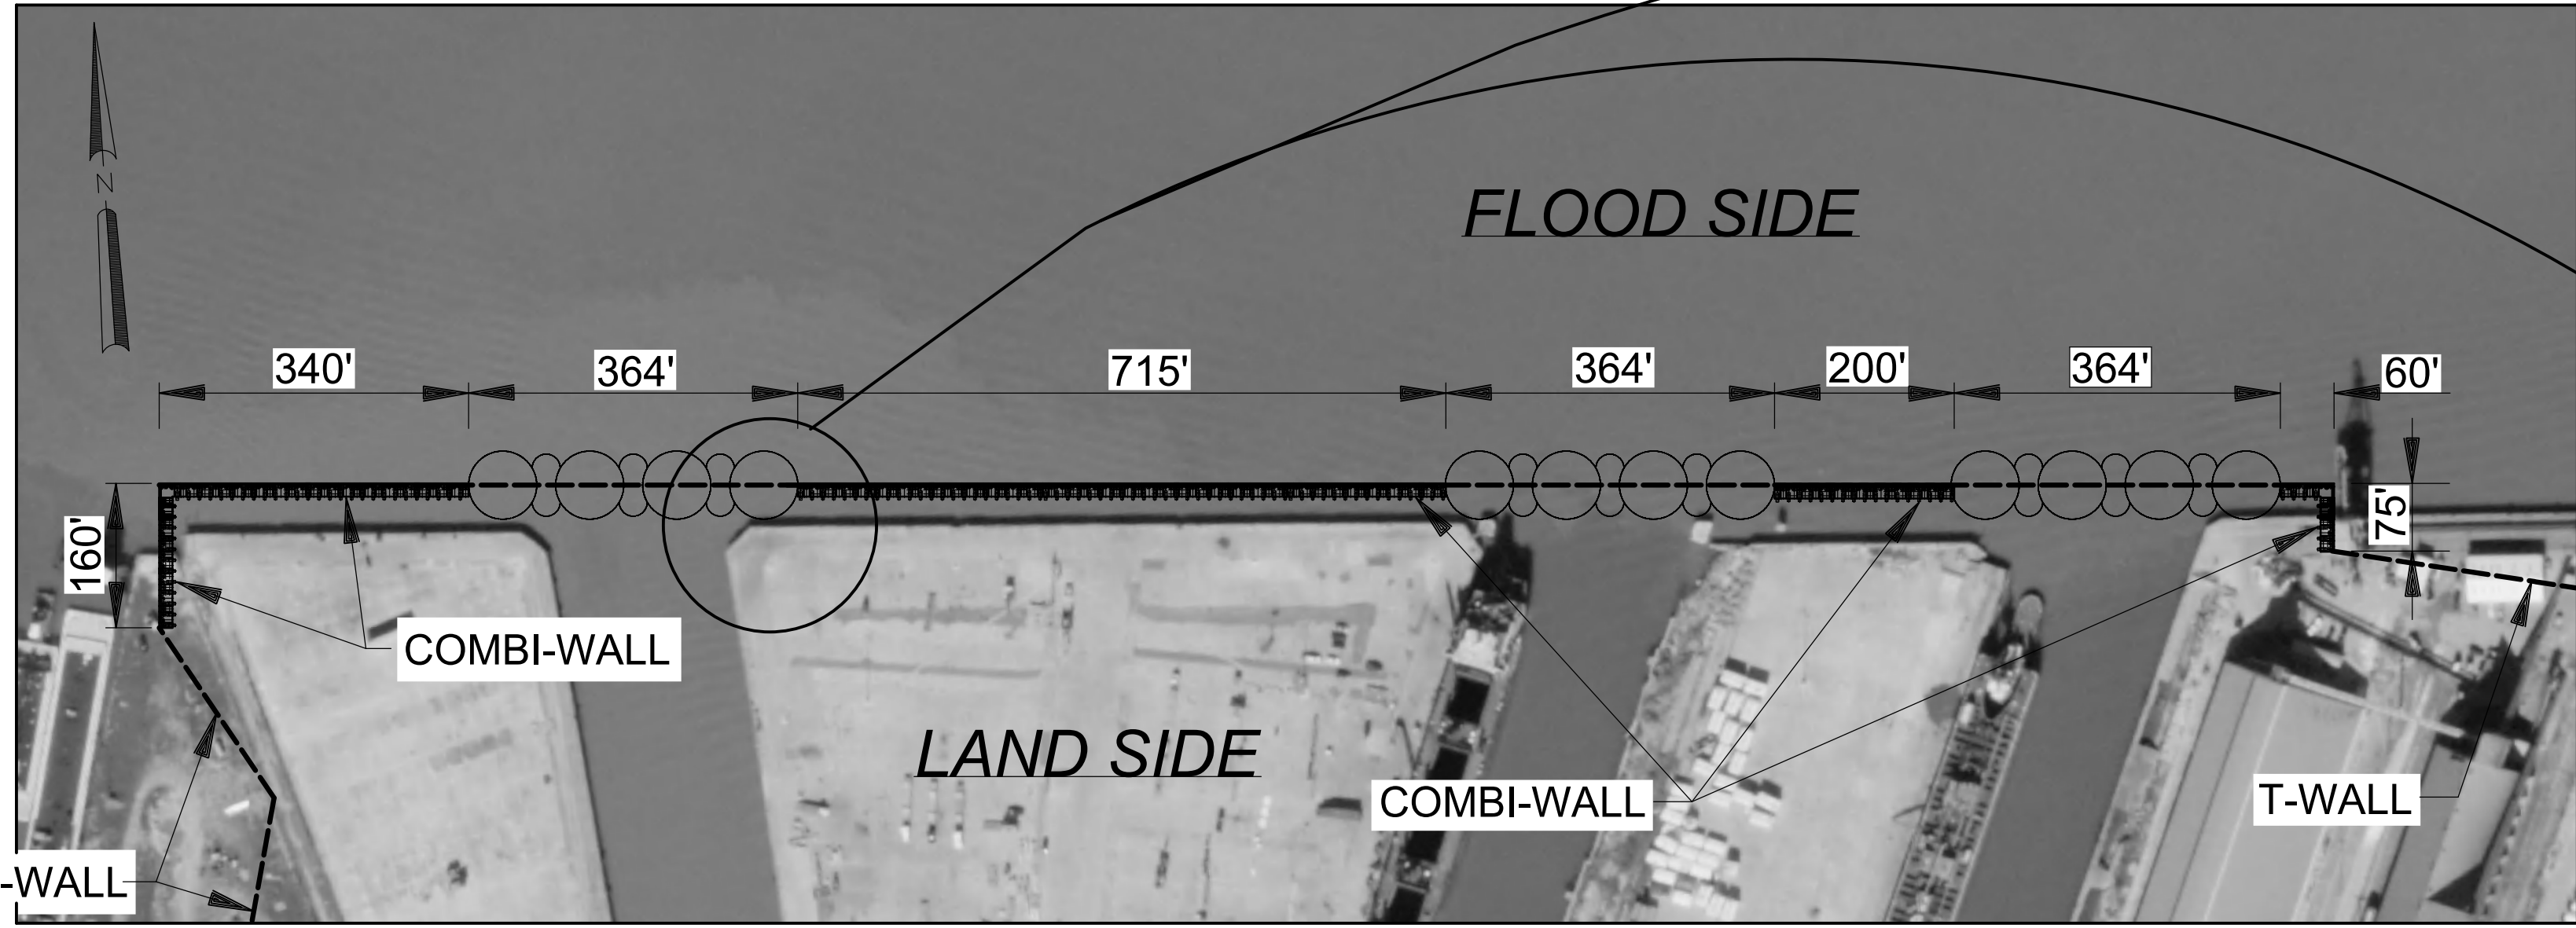 N
FLOOD SIDE
340'
364'
715'
364'
200'
364'
60'
160'
75'
COMBI-WALL
LAND SIDE
COMBI-WALL
T-WALL
-WALL